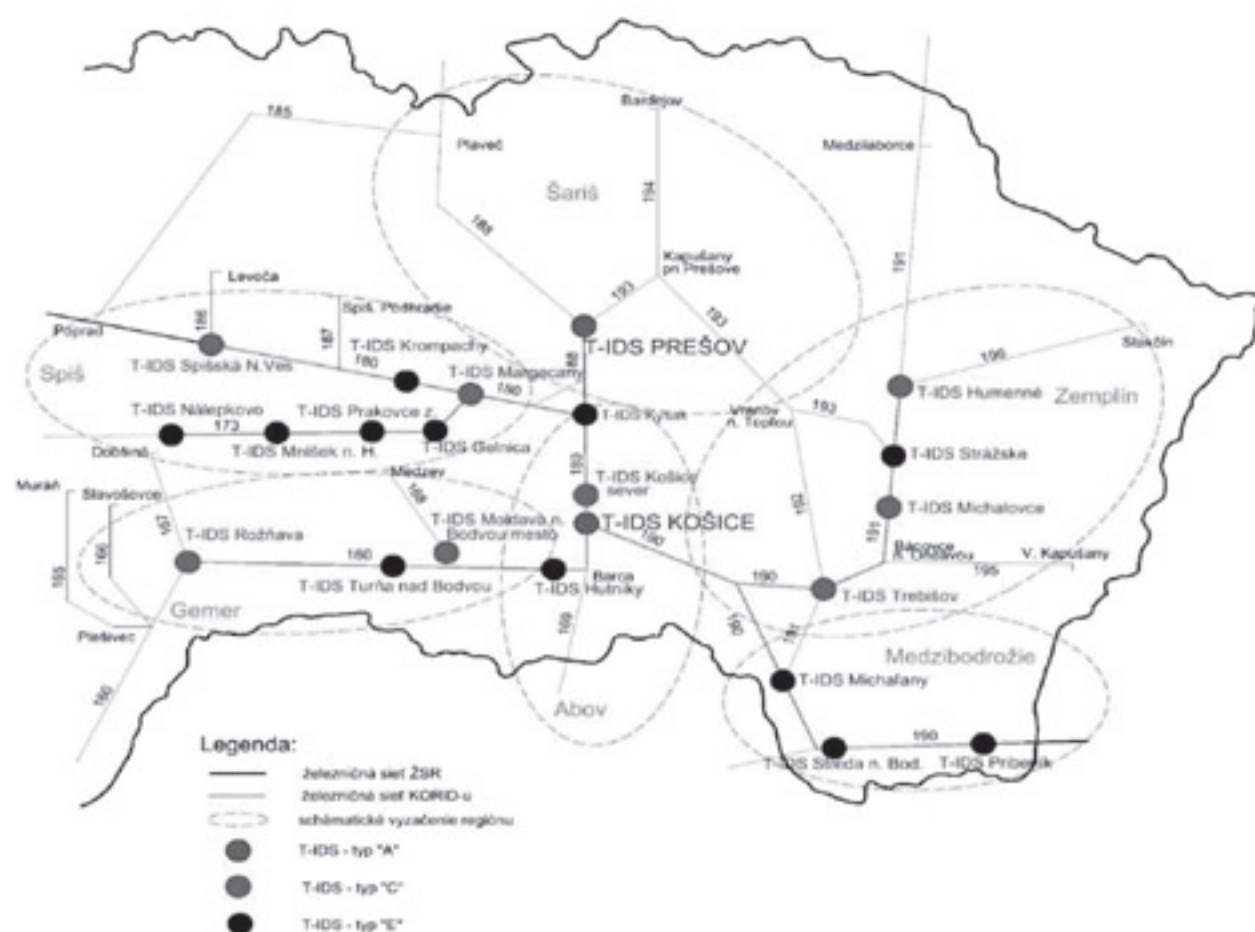 185
Bardejov
Plaveč
Medzilaborce
Šariš
194
188
191
Kapušany
pri Prešove
Levoča
193
193
Spiš. Podhradie
186
187
Poprad
T-IDS Krompachy
T-IDS PREŠOV
196
Stakčín
T-IDS Spišská N.Ves
180
T-IDS Margecany
188
Spiš
180
T-IDS Humenné
Zemplín
T-IDS Nálepkovo
T-IDS Prakovce z.
T-IDS Kysak
Vranov
n. Topľou
193
173
T-IDS Gelnica
T-IDS Mníšek n. H.
Dobšiná
T-IDS Strážske
Medzev
Muráň
Slavošovce
T-IDS Košice
sever
168
192
T-IDS Michalovce
T-IDS Moldava n.
Bodvou mesto
T-IDS KOŠICE
T-IDS Rožňava
190
191
166
165
160
Barca
190
195
V. Kapušany
T-IDS Turňa nad Bodvou
T-IDS Hutníky
T-IDS Trebišov
Gemer
169
190
191
Plešivec
Medzibodrožie
160
T-IDS Michaľany
Abov
190
T-IDS Streda n. Bod.
T-IDS Pribeník
Legenda:
železničná sieť ŽSR
železničná sieť KORID-u
schématické vyzačenie regiónu
T-IDS - typ "A"
T-IDS - typ "C"
T-IDS - typ "E"